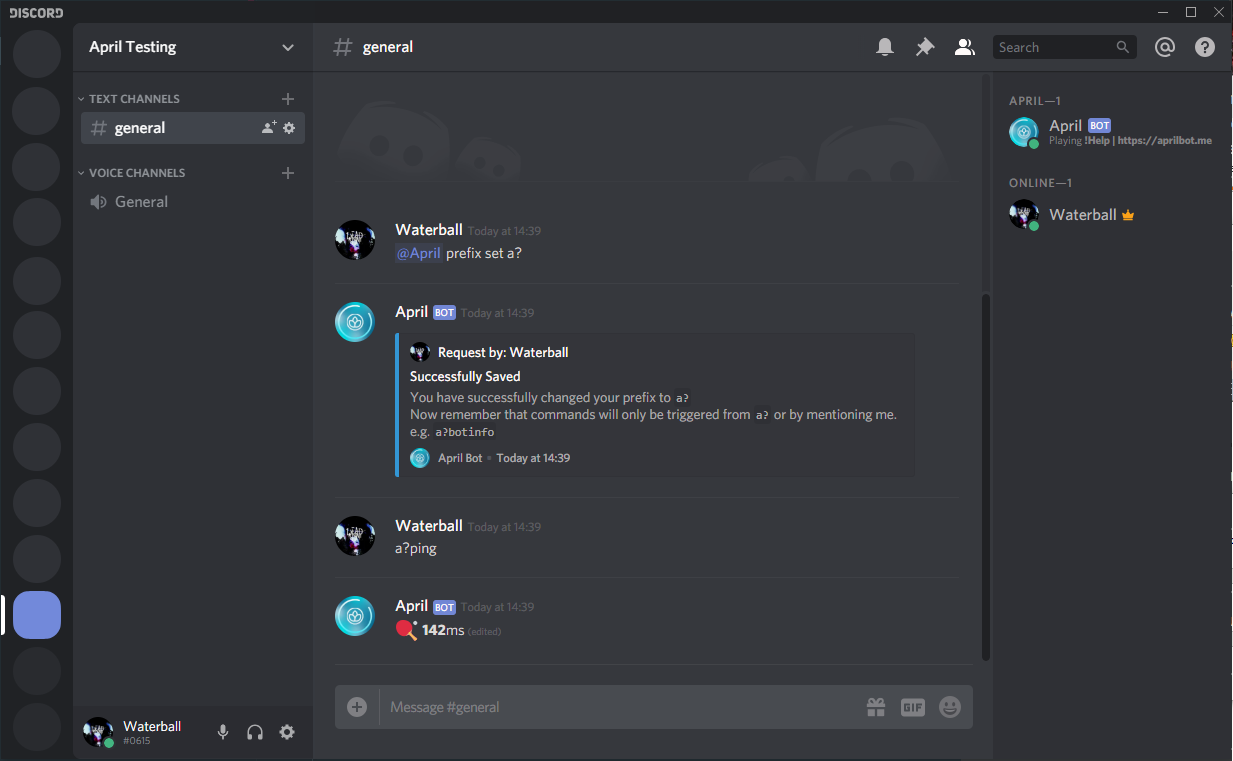 DISCORD
April Testing
TEXT CHANNELS
general
VOICE CHANNELS
General
Waterball
#0615
# general
Search
Waterball Today at 14:39
@April prefix set a?
April BOT Today at 14:39
Request by: Waterball
Successfully Saved
You have successfully changed your prefix to a?
Now remember that commands will only be triggered from a? or by mentioning me.
e.g. a?botinfo
April Bot • Today at 14:39
Waterball Today at 14:39
a?ping
April BOT Today at 14:39
142ms (edited)
Message #general
GIF
APRIL—1
April BOT
Playing !Help | https://aprilbot.me
ONLINE—1
Waterball